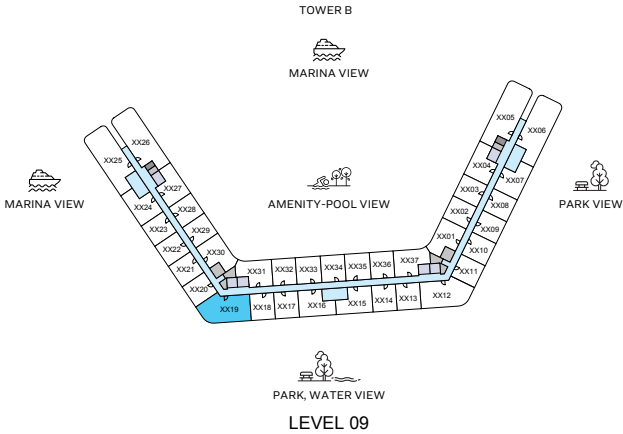 TOWER B
MARINA VIEW
XX05
XX06
XX26
XX25
XX04
XX07
XX27
XX24
XX03
XX08
XX28
XX23
XX02
XX09
XX29
XX22
XX01
XX10
XX30
XX21
XX11
XX20
XX31
XX32
XX33
XX34
XX35
XX36
XX37
XX19
XX18
XX17
XX16
XX15
XX14
XX13
XX12
MARINA VIEW
AMENITY-POOL VIEW
PARK VIEW
PARK, WATER VIEW
LEVEL 09